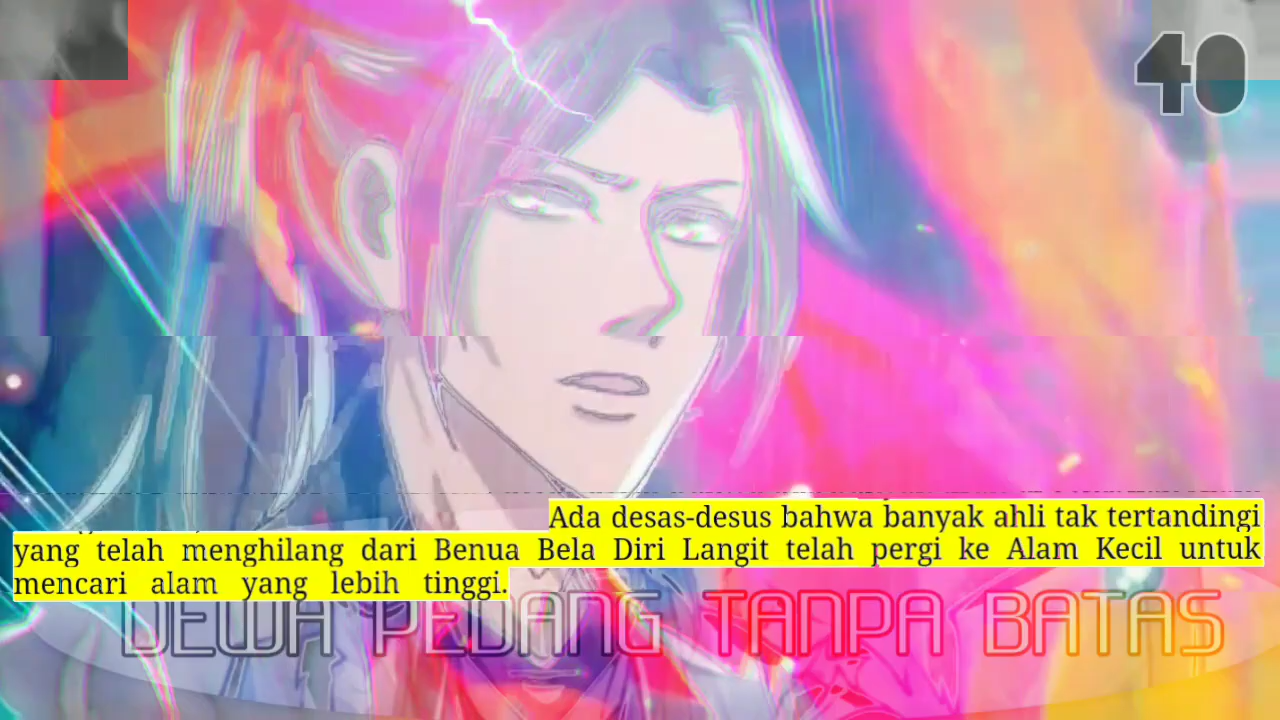 40
Ada desas-desus bahwa banyak ahli tak tertandingi
yang telah menghilang dari Benua Bela Diri Langit telah pergi ke Alam Kecil untuk
mencari alam yang lebih tinggi.
DEWA PEDANG TANPA BATAS